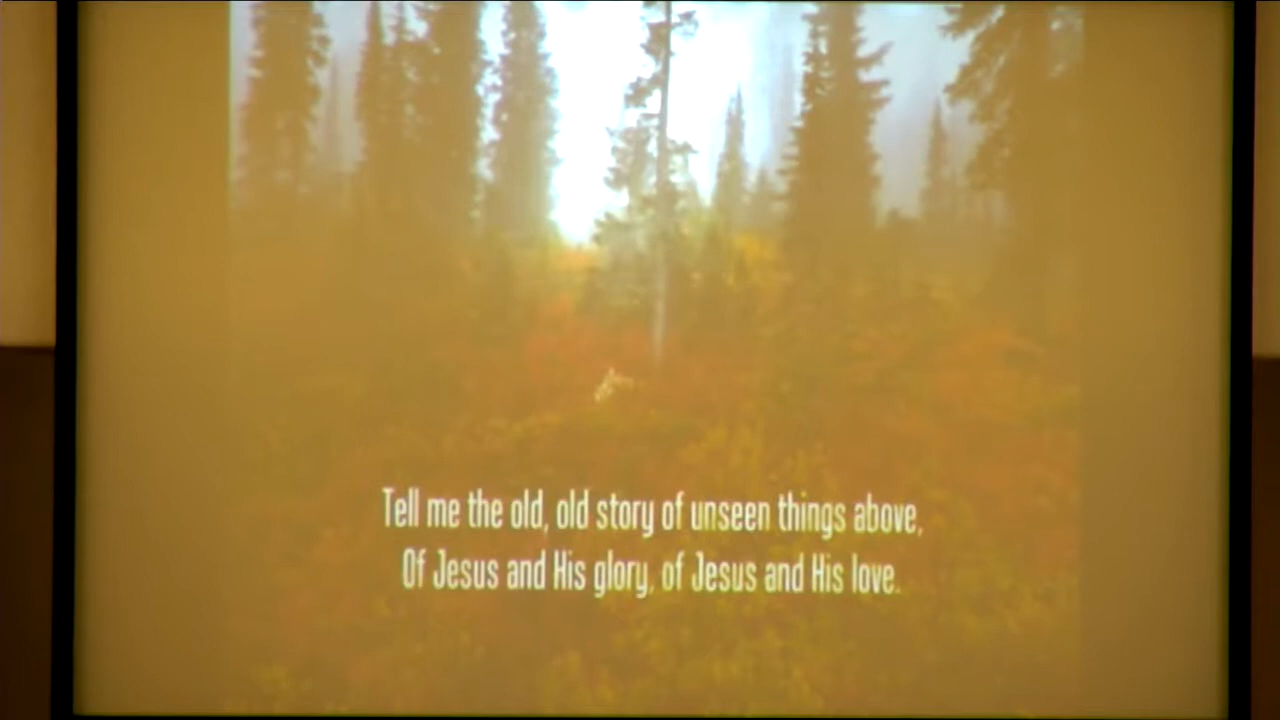 Tell me the old, old story of unseen things above,
Of Jesus and His glory, of Jesus and His love.